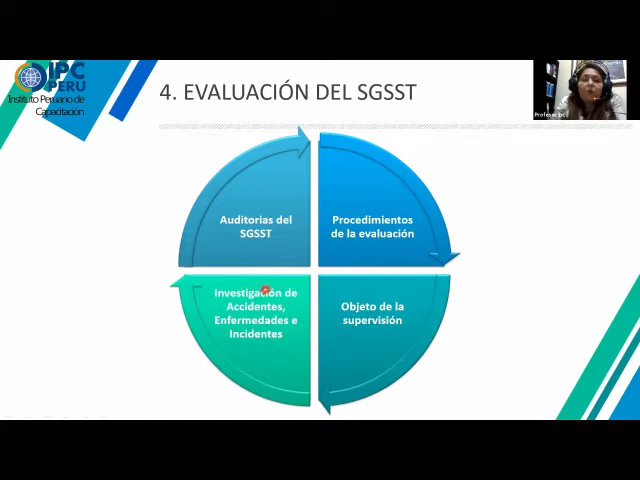 IPC
PERU
Instituto Peruano de
Capacitación
4. EVALUACIÓN DEL SGSST
Auditorias del
SGSST
Procedimientos
de la evaluación
Investigación de
Accidentes,
Enfermedades e
Incidentes
Objeto de la
supervisión